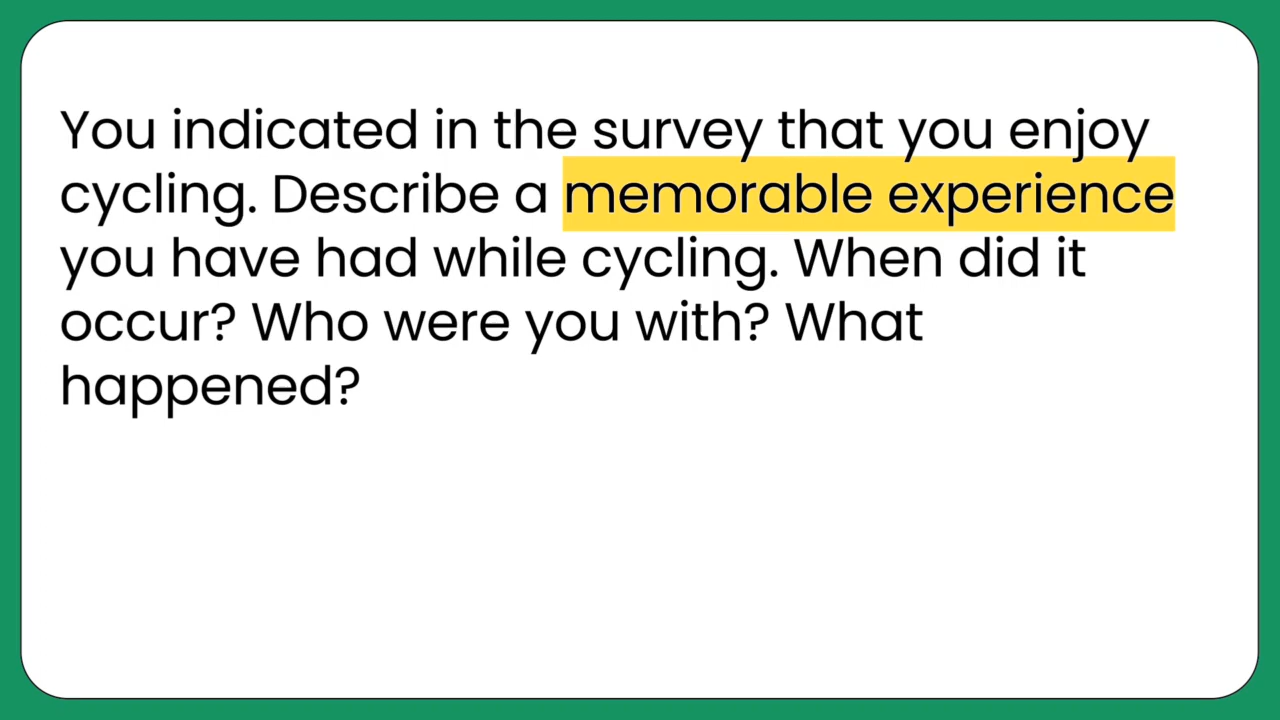 You indicated in the survey that you enjoy
cycling. Describe a memorable experience
you have had while cycling. When did it
occur? Who were you with? What
happened?